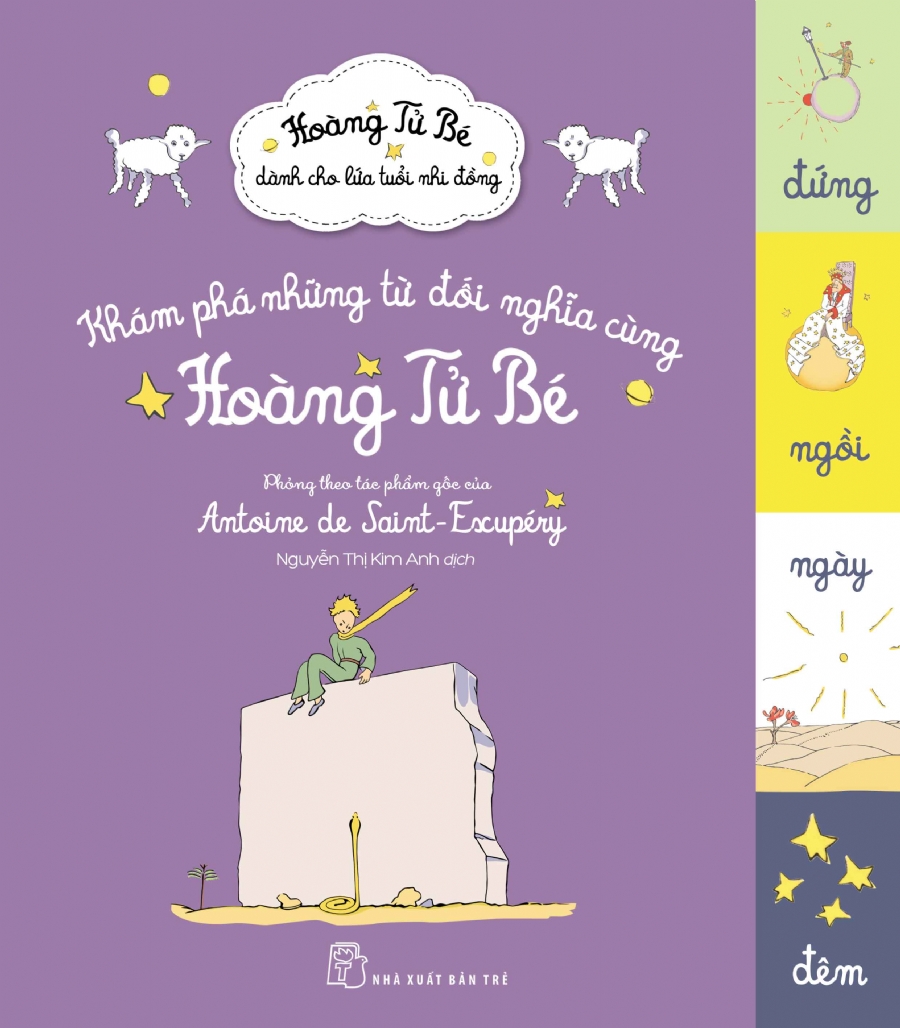 Hoàng Tử Bé
dành cho lứa tuổi nhi đồng
Khám phá những từ đối nghĩa cùng
Hoàng Tử Bé
Phỏng theo tác phẩm gốc của
Antoine de Saint-Exupéry
Nguyễn Thị Kim Anh dịch
NHÀ XUẤT BẢN TRẺ
đứng
ngồi
ngày
đêm